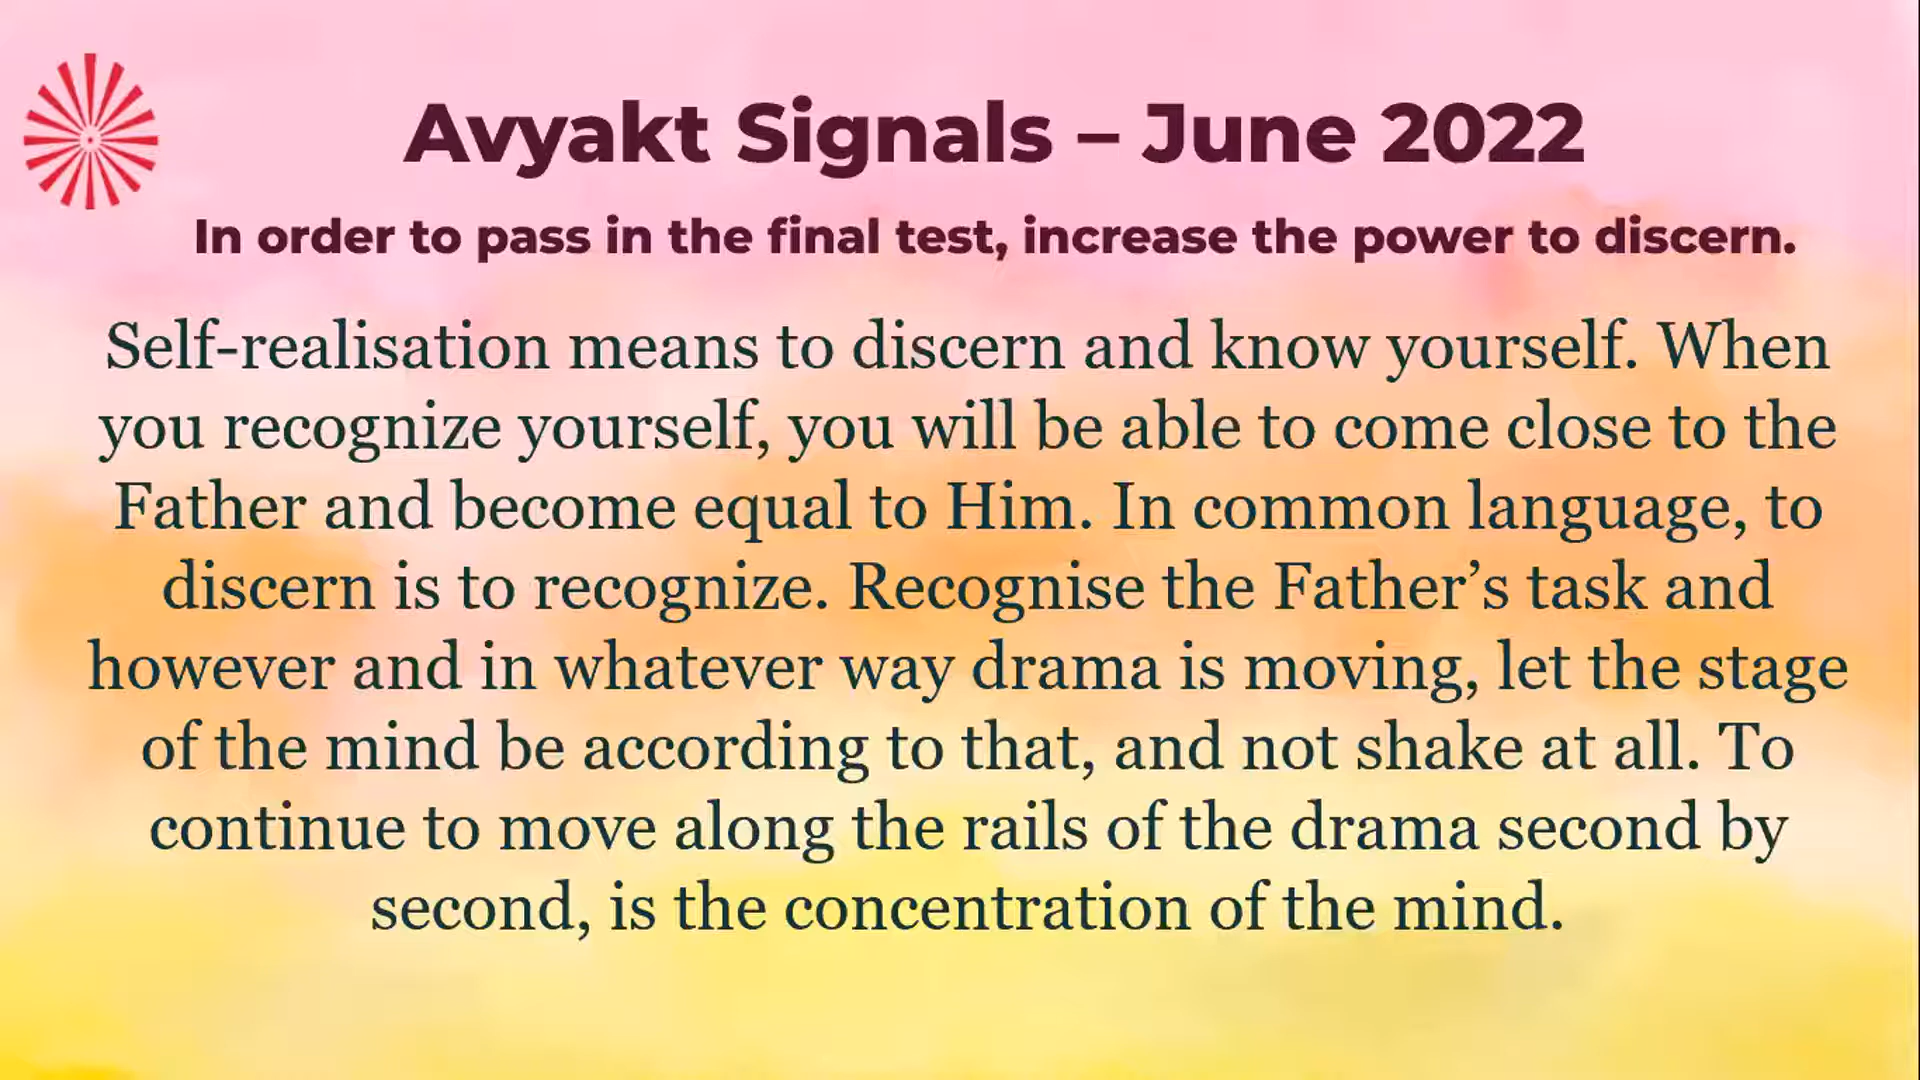 Avyakt Signals – June 2022
In order to pass in the final test, increase the power to discern.
Self-realisation means to discern and know yourself. When
you recognize yourself, you will be able to come close to the
Father and become equal to Him. In common language, to
discern is to recognize. Recognise the Father’s task and
however and in whatever way drama is moving, let the stage
of the mind be according to that, and not shake at all. To
continue to move along the rails of the drama second by
second, is the concentration of the mind.